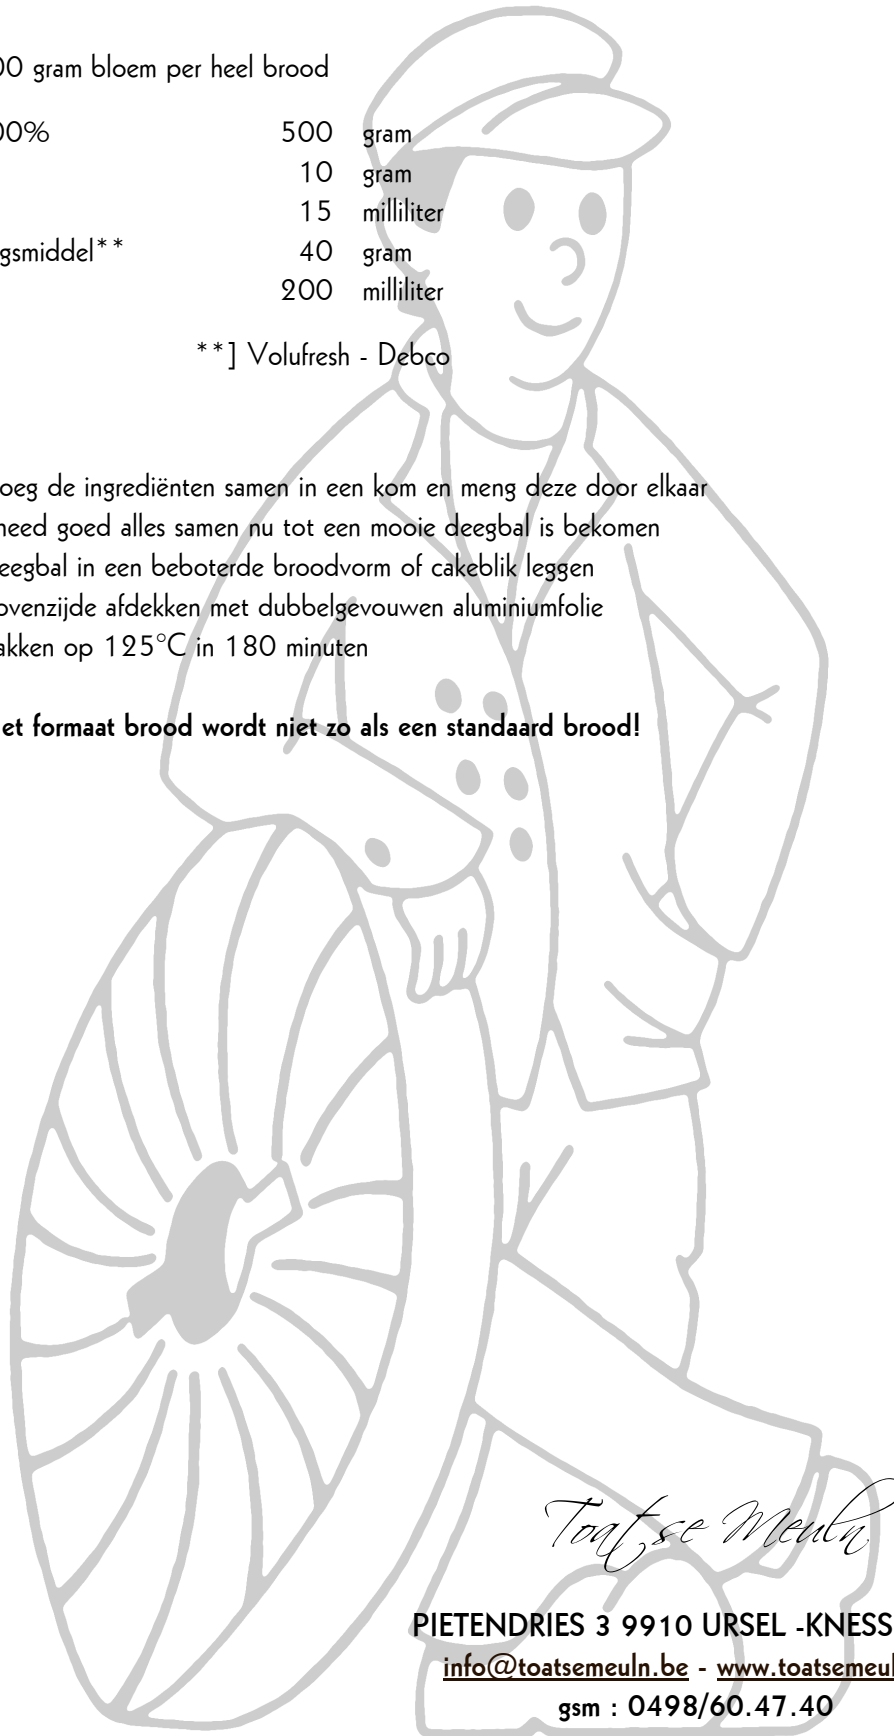 00 gram bloem per heel brood
00% 500 gram
10 gram
15 milliliter
gsmiddel** 40 gram
200 milliliter
**] Volufresh - Debco
oeg de ingrediënten samen in een kom en meng deze door elkaar
need goed alles samen nu tot een mooie deegbal is bekomen
eegbal in een beboterde broodvorm of cakeblik leggen
ovenzijde afdekken met dubbelgevouwen aluminiumfolie
akken op 125°C in 180 minuten
et formaat brood wordt niet zo als een standaard brood!
Toatse Meuln
PIETENDRIES 3 9910 URSEL -KNESS
info@toatsemeuln.be - www.toatsemeul
gsm : 0498/60.47.40